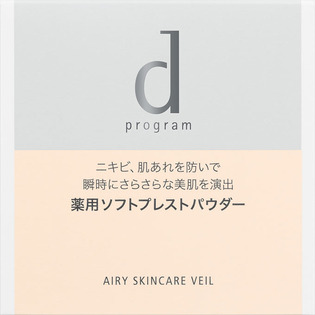 d
program
ニキビ、肌あれを防いで
瞬時にさらさらな美肌を演出
薬用ソフトプレストパウダー
AIRY SKINCARE VEIL